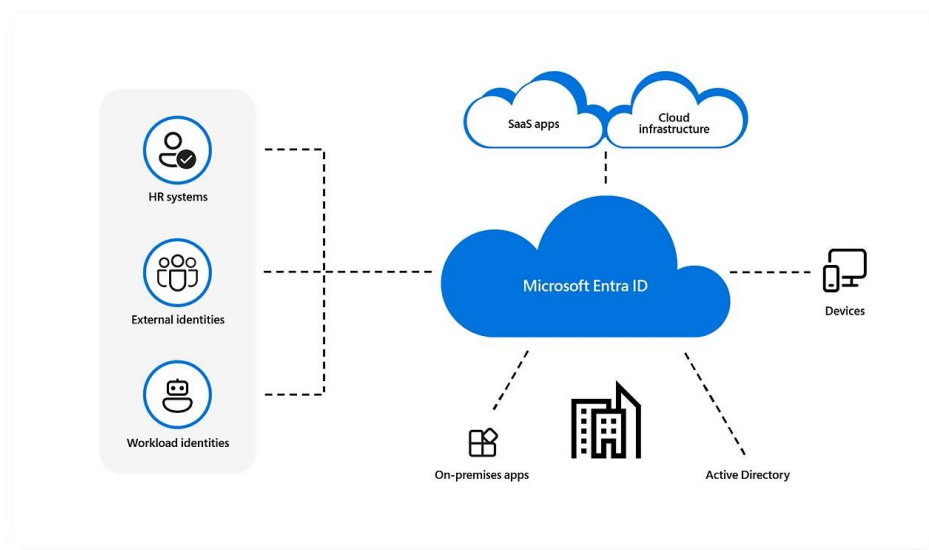 SaaS apps
Cloud
infrastructure
HR systems
Microsoft Entra ID
Devices
External identities
Workload identities
On-premises apps
Active Directory